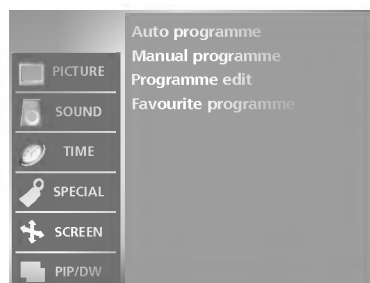 Auto programme
Manual programme
Programme edit
Favourite programme
PICTURE
SOUND
TIME
SPECIAL
SCREEN
PIP/DW